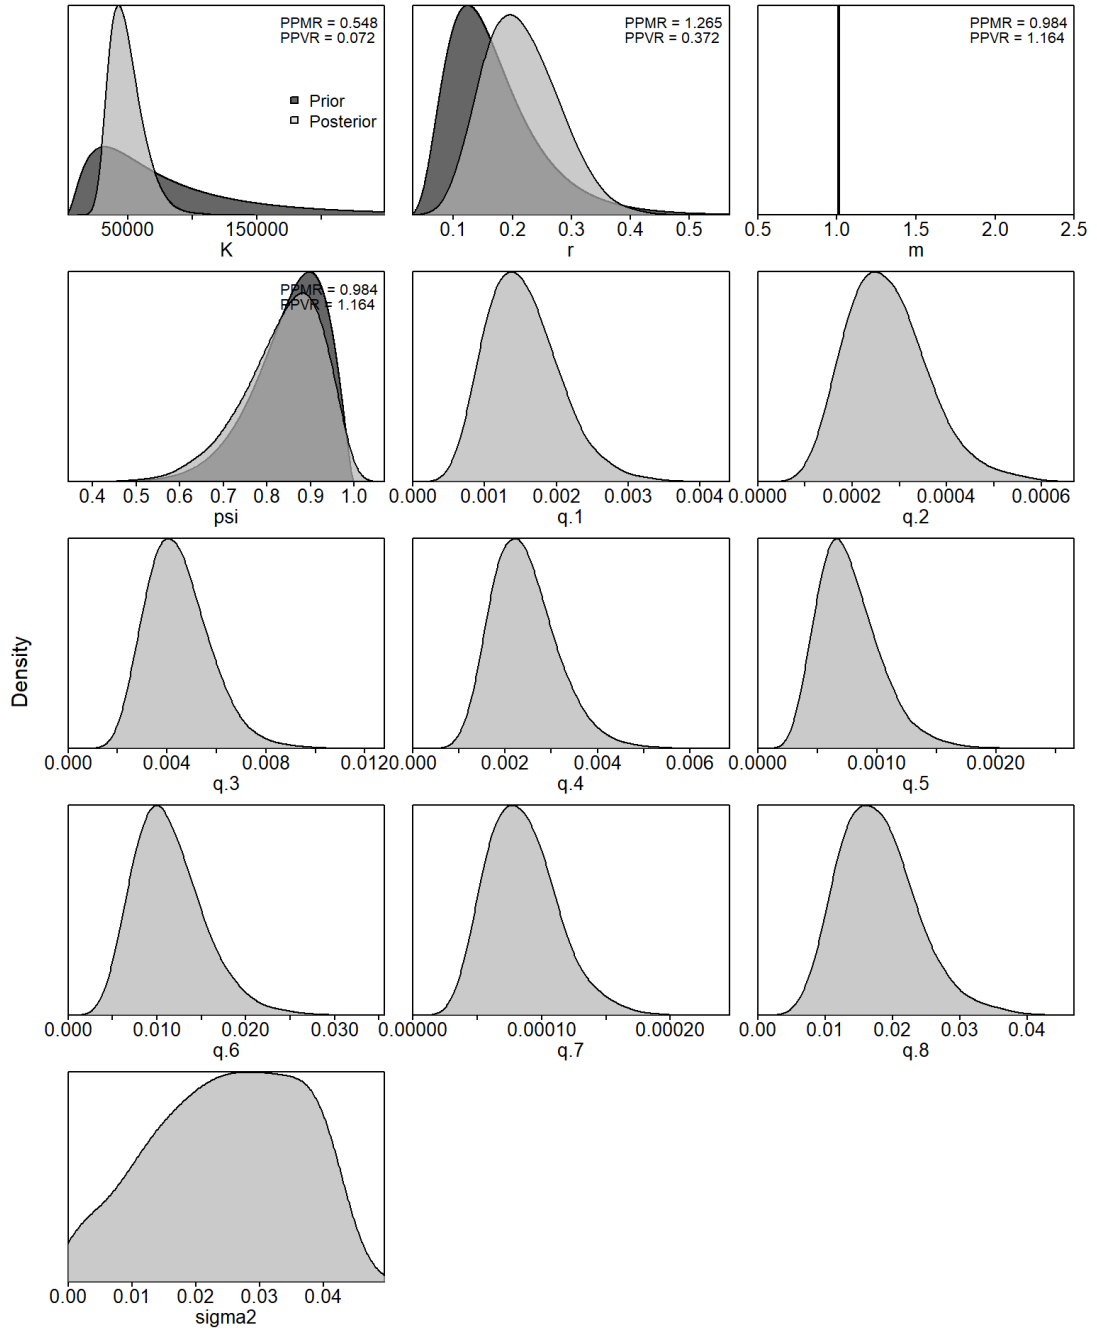 PPMR = 0.548
PPVR = 0.072
Prior
Posterior
50000 150000
K
PPMR = 1.265
PPVR = 0.372
0.1 0.2 0.3 0.4 0.5
r
PPMR = 0.984
PPVR = 1.164
0.5 1.0 1.5 2.0 2.5
m
PPMR = 0.984
PPVR = 1.164
0.4 0.5 0.6 0.7 0.8 0.9 1.0
psi
0.000 0.001 0.002 0.003 0.004
q.1
0.0000 0.0002 0.0004 0.0006
q.2
Density
0.000 0.004 0.008 0.012
q.3
0.000 0.002 0.004 0.006
q.4
0.0000 0.0010 0.0020
q.5
0.000 0.010 0.020 0.030
q.6
0.00000 0.00010 0.00020
q.7
0.00 0.01 0.02 0.03 0.04
q.8
0.00 0.01 0.02 0.03 0.04
sigma2